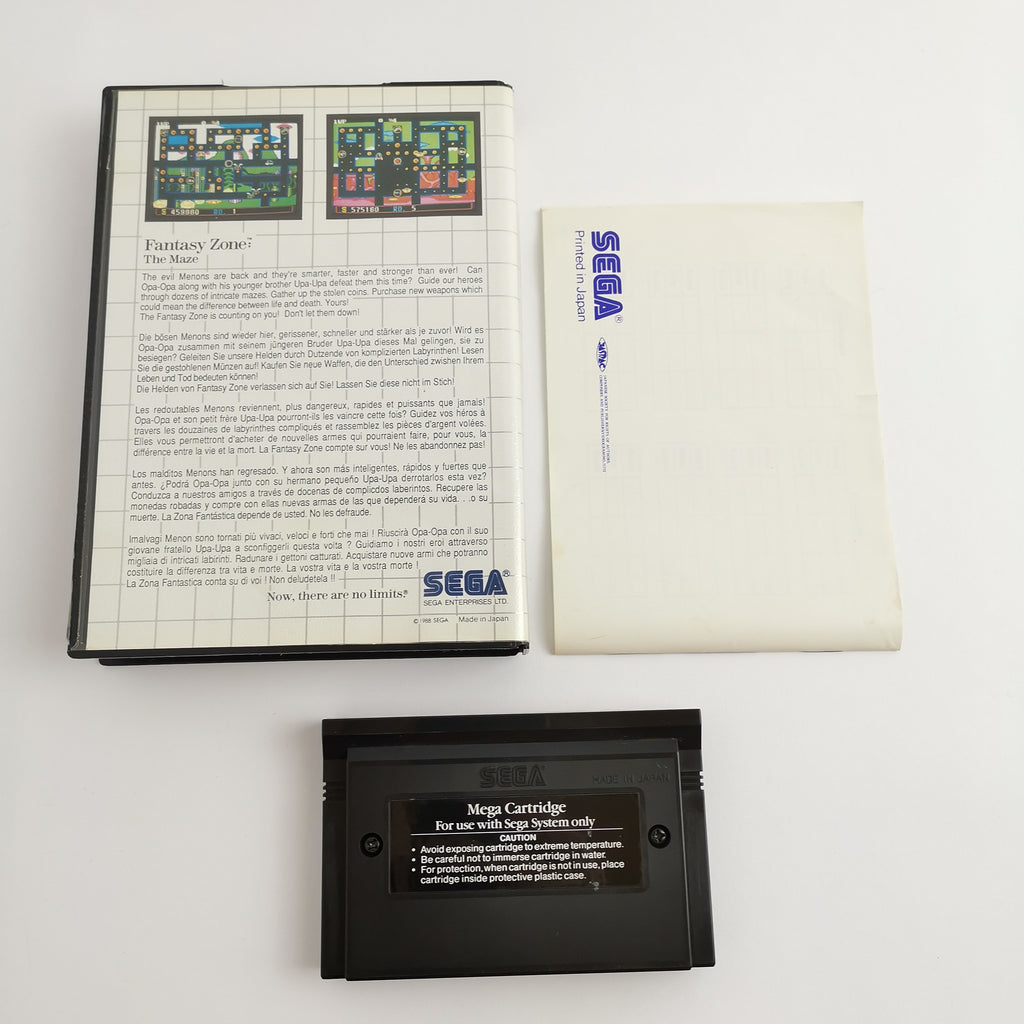 1UP
$ 459980 RD. 1
1UP
$ 575160 RD. 5
Fantasy Zone™
The Maze
The evil Menons are back and they're smarter, faster and stronger than ever! Can
Opa-Opa along with his younger brother Upa-Upa defeat them this time? Guide our heroes
through dozens of intricate mazes. Gather up the stolen coins. Purchase new weapons which
could mean the difference between life and death. Yours!
The Fantasy Zone is counting on you! Don't let them down!
Die bösen Menons sind wieder hier, gerissener, schneller und stärker als je zuvor! Wird es
Opa-Opa zusammen mit seinem jüngeren Bruder Upa-Upa dieses Mal gelingen, sie zu
besiegen? Geleiten Sie unsere Helden durch Dutzende von komplizierten Labyrinthen! Lesen
Sie die gestohlenen Münzen auf! Kaufen Sie neue Waffen, die den Unterschied zwishen Ihrem
Leben und Tod bedeuten können!
Die Helden von Fantasy Zone verlassen sich auf Sie! Lassen Sie diese nicht im Stich!
Les redoutables Menons reviennent, plus dangereux, rapides et puissants que jamais!
Opa-Opa et son petit frère Upa-Upa pourront-ils les vaincre cette fois? Guidez vos héros à
travers les douzaines de labyrinthes compliqués et rassemblez les pièces d'argent volées.
Elles vous permettront d'acheter de nouvelles armes qui pourraient faire, pour vous, la
différence entre la vie et la mort. La Fantasy Zone compte sur vous! Ne les abandonnez pas!
Los malditos Menons han regresado. Y ahora son más inteligentes, rápidos y fuertes que
antes. ¿Podrá Opa-Opa junto con su hermano pequeño Upa-Upa derrotarlos esta vez?
Conduzca a nuestros amigos a través de docenas de complicdos laberintos. Recupere las
monedas robadas y compre con ellas nuevas armas de las que dependerá su vida. . .o su
muerte. La Zona Fantástica depende de usted. No les defraude.
Imalvagi Menon sono tornati più vivaci, veloci e forti che mai ! Riuscirà Opa-Opa con il suo
giovane fratello Upa-Upa a sconfiggerli questa volta ? Guidiamo i nostri eroi attraverso
migliaia di intricati labirinti. Radunare i gettoni catturati. Acquistare nuove armi che potranno
costituire la differenza tra vita e morte. La vostra vita e la vostra morte !
La Zona Fantastica conta su di voi ! Non deludetela !!
Now, there are no limits.®
SEGA®
SEGA ENTERPRISES LTD.
© 1988 SEGA Made in Japan
SEGA®
Printed in Japan
SEGA
MADE IN JAPAN
Mega Cartridge
For use with Sega System only
CAUTION
• Avoid exposing cartridge to extreme temperature.
• Be careful not to immerse cartridge in water.
• For protection, when cartridge is not in use, place
cartridge inside protective plastic case.